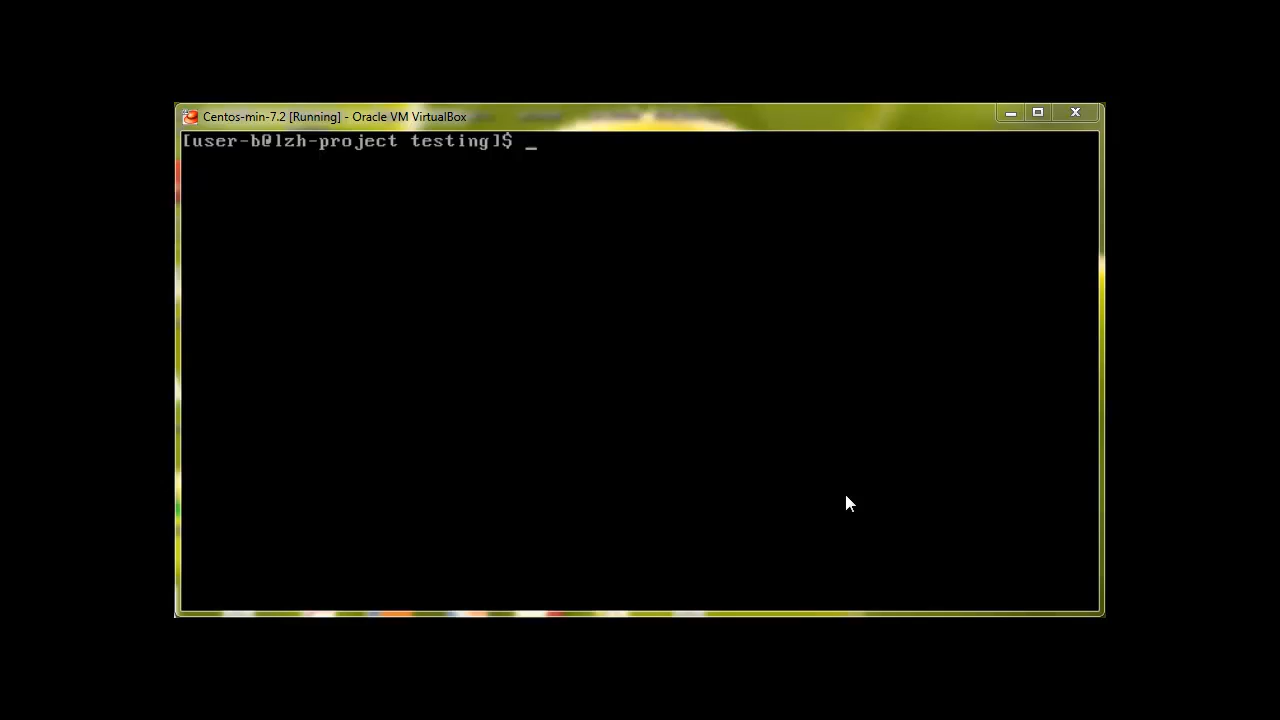 Centos-min-7.2 [Running] - Oracle VM VirtualBox
[user-b@lzh-project testing]$ _